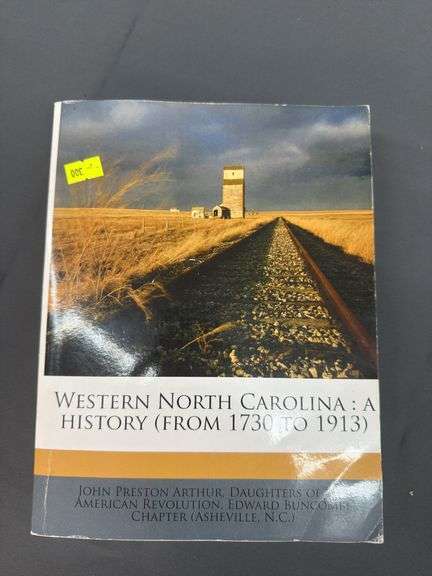 300
WESTERN NORTH CAROLINA : A
HISTORY (FROM 1730 TO 1913)
JOHN PRESTON ARTHUR, DAUGHTERS OF
AMERICAN REVOLUTION, EDWARD BUNCOMBE
CHAPTER (ASHEVILLE, N.C.)